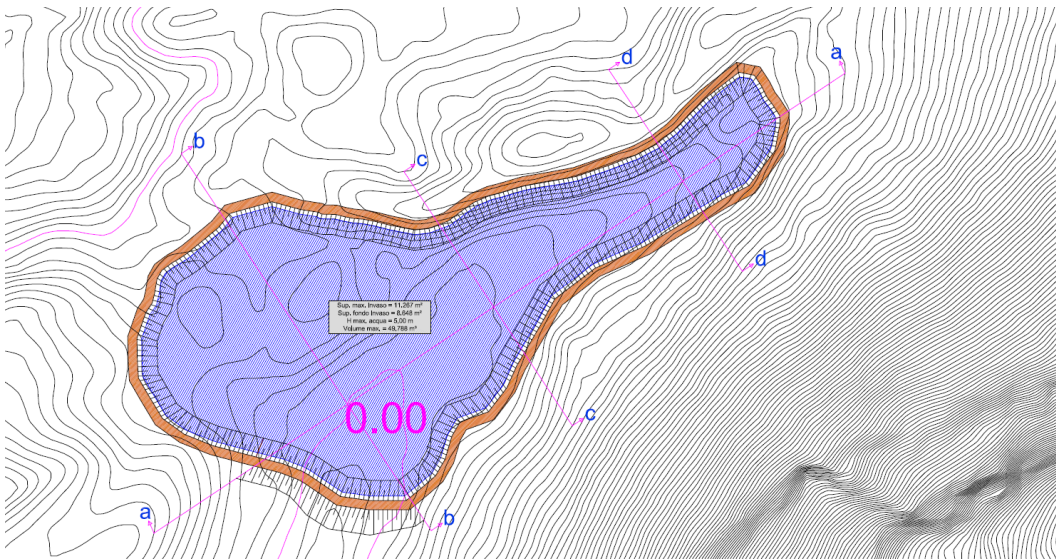 d
a
b
c
Sup. max. Invaso = 11.267 m²
Sup. fondo Invaso = 8.648 m²
H max. acqua = 5,00 m
Volume max. = 49,788 m³
d
0.00
c
a
b